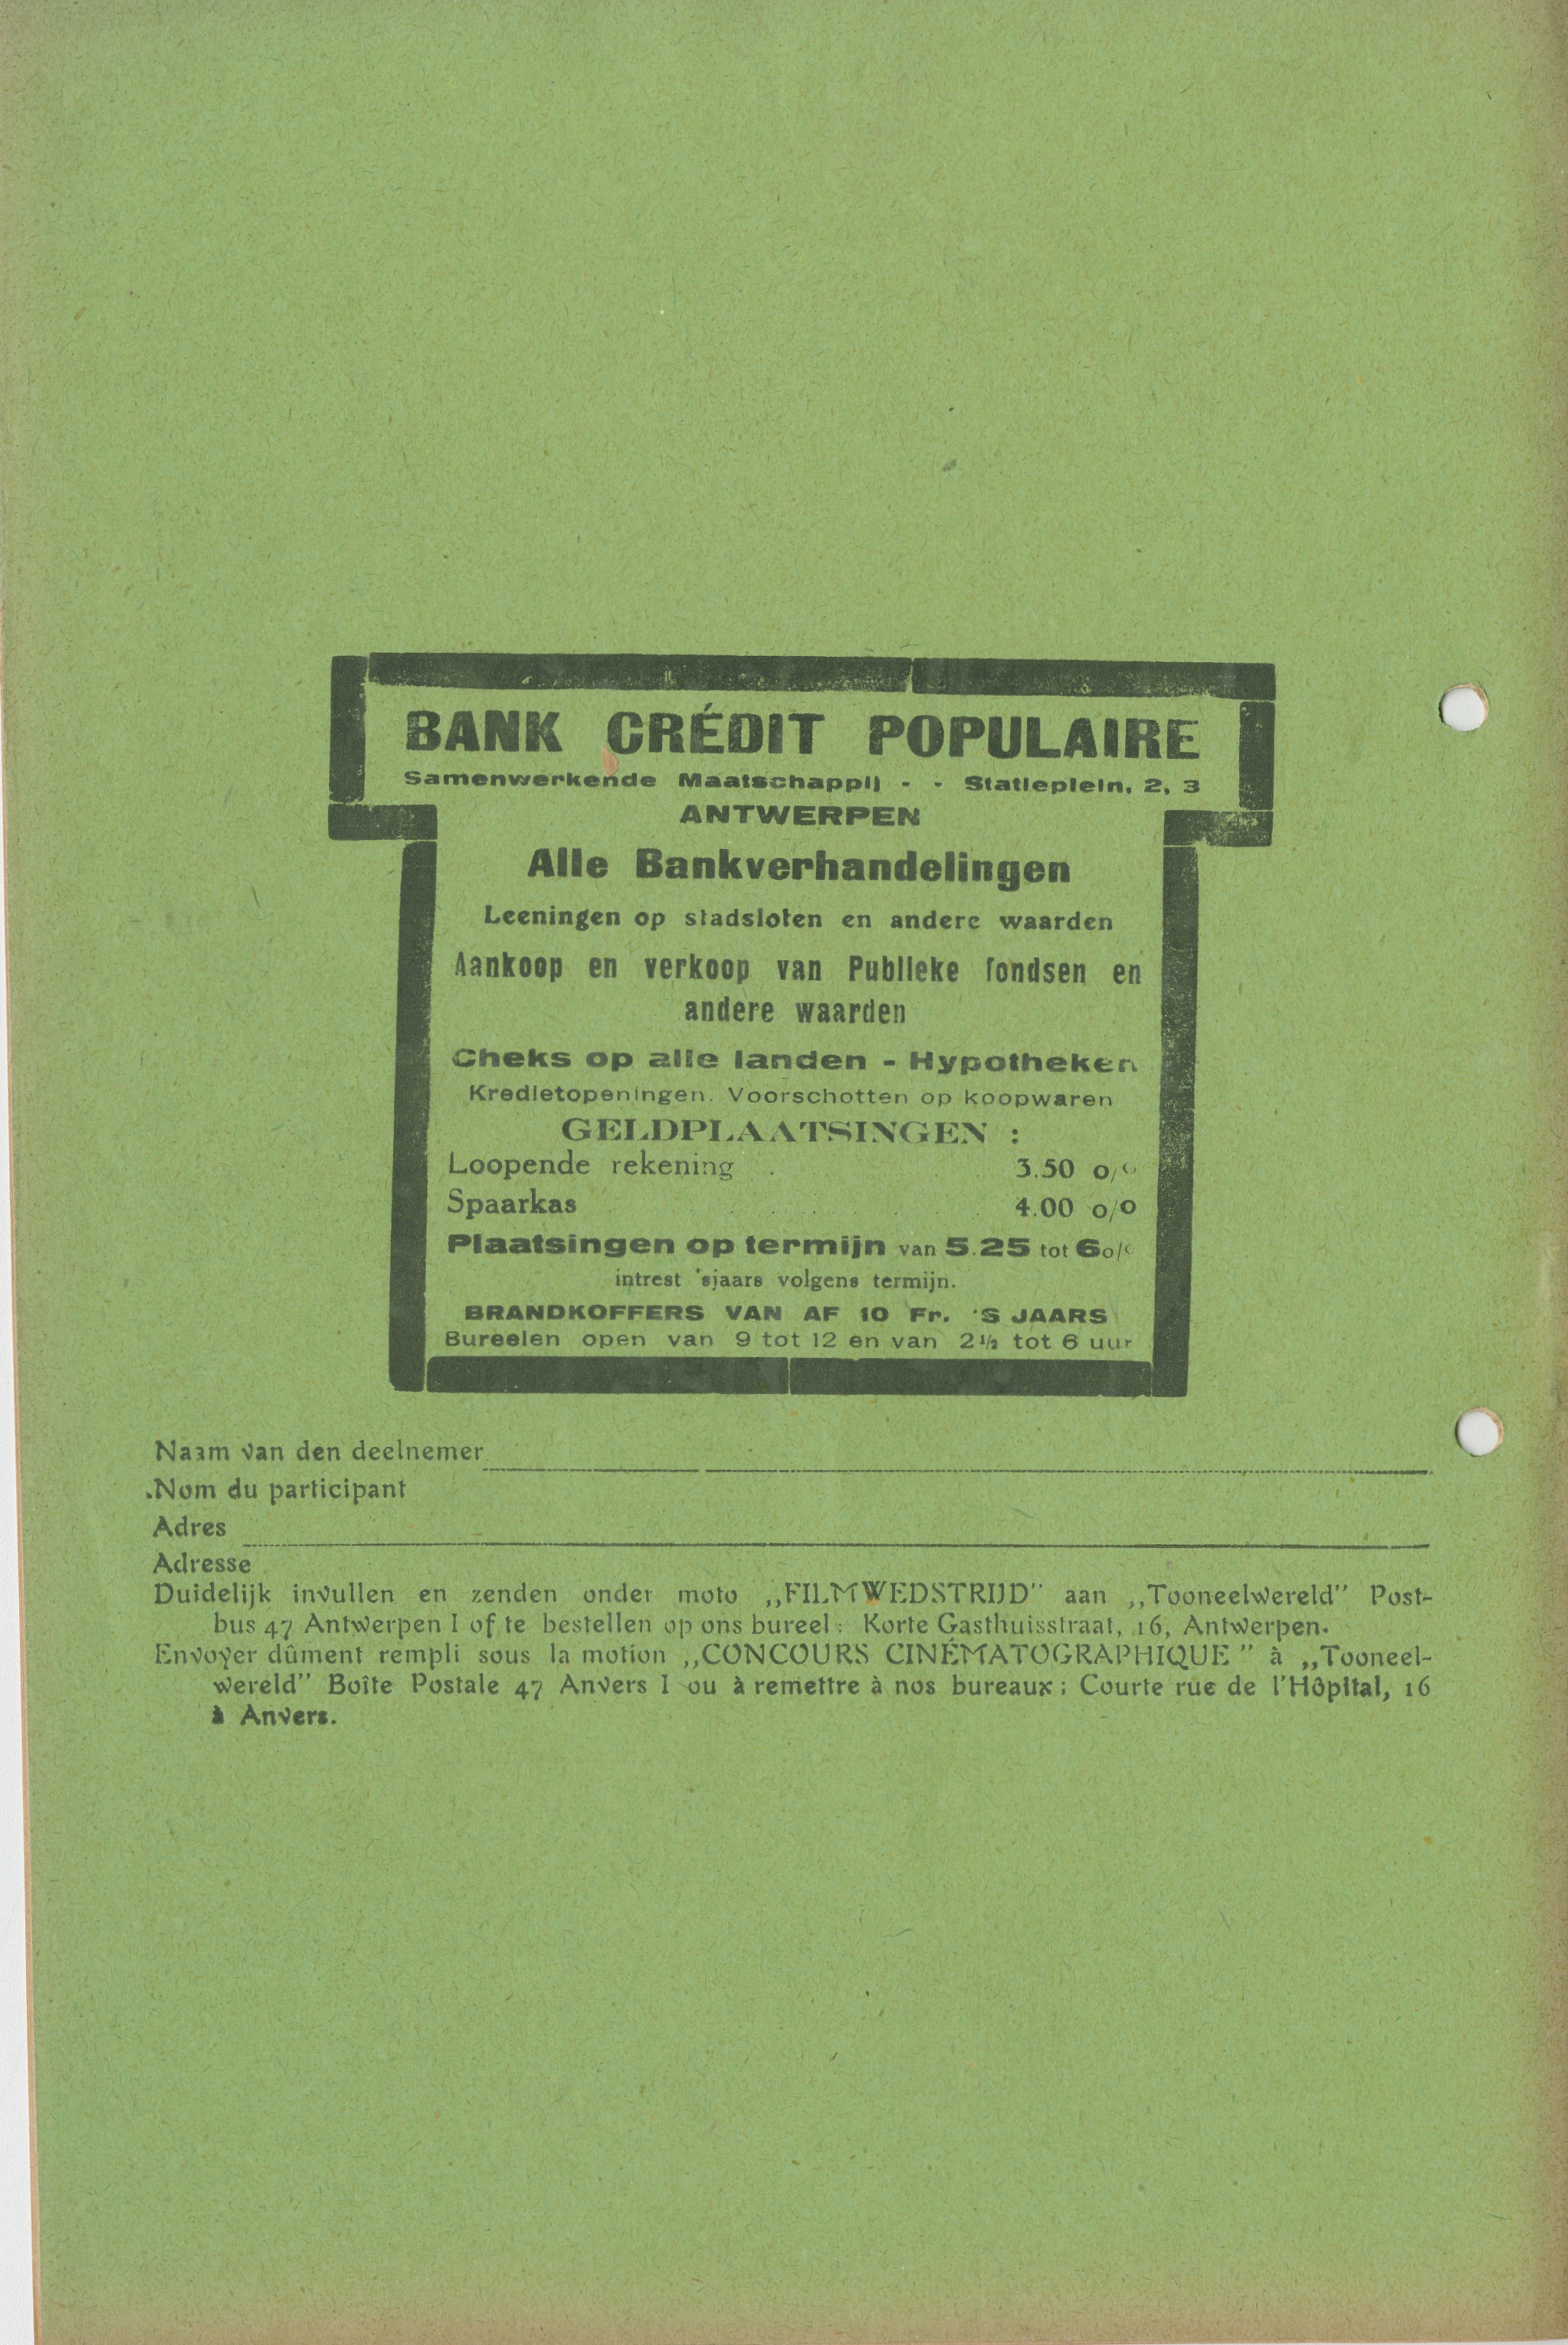 BANK CRÉDIT POPULAIRE
Samenwerkende Maatschappij - - Statieplein, 2, 3
ANTWERPEN
Alle Bankverhandelingen
Leeningen op stadsloten en andere waarden
Aankoop en verkoop van Publieke fondsen en
andere waarden
Cheks op alle landen - Hypotheken
Kredietopeningen. Voorschotten op koopwaren
GELDPLAATSINGEN :
Loopende rekening . 3.50 o/o
Spaarkas 4.00 o/o
Plaatsingen op termijn van 5.25 tot 6 o/o
intrest 'sjaars volgens termijn.
BRANDKOFFERS VAN AF 10 Fr. 'S JAARS
Bureelen open van 9 tot 12 en van 2 1/2 tot 6 uur
Naam van den deelnemer
Nom du participant
Adres
Adresse
Duidelijk invullen en zenden onder moto ,,FILMWEDSTRIJD" aan ,,Tooneelwereld" Post-
bus 47 Antwerpen I of te bestellen op ons bureel : Korte Gasthuisstraat, 16, Antwerpen.
Envoyer dûment rempli sous la motion ,,CONCOURS CINÉMATOGRAPHIQUE" à ,,Tooneel-
wereld" Boîte Postale 47 Anvers I ou à remettre à nos bureaux : Courte rue de l'Hôpital, 16
à Anvers.